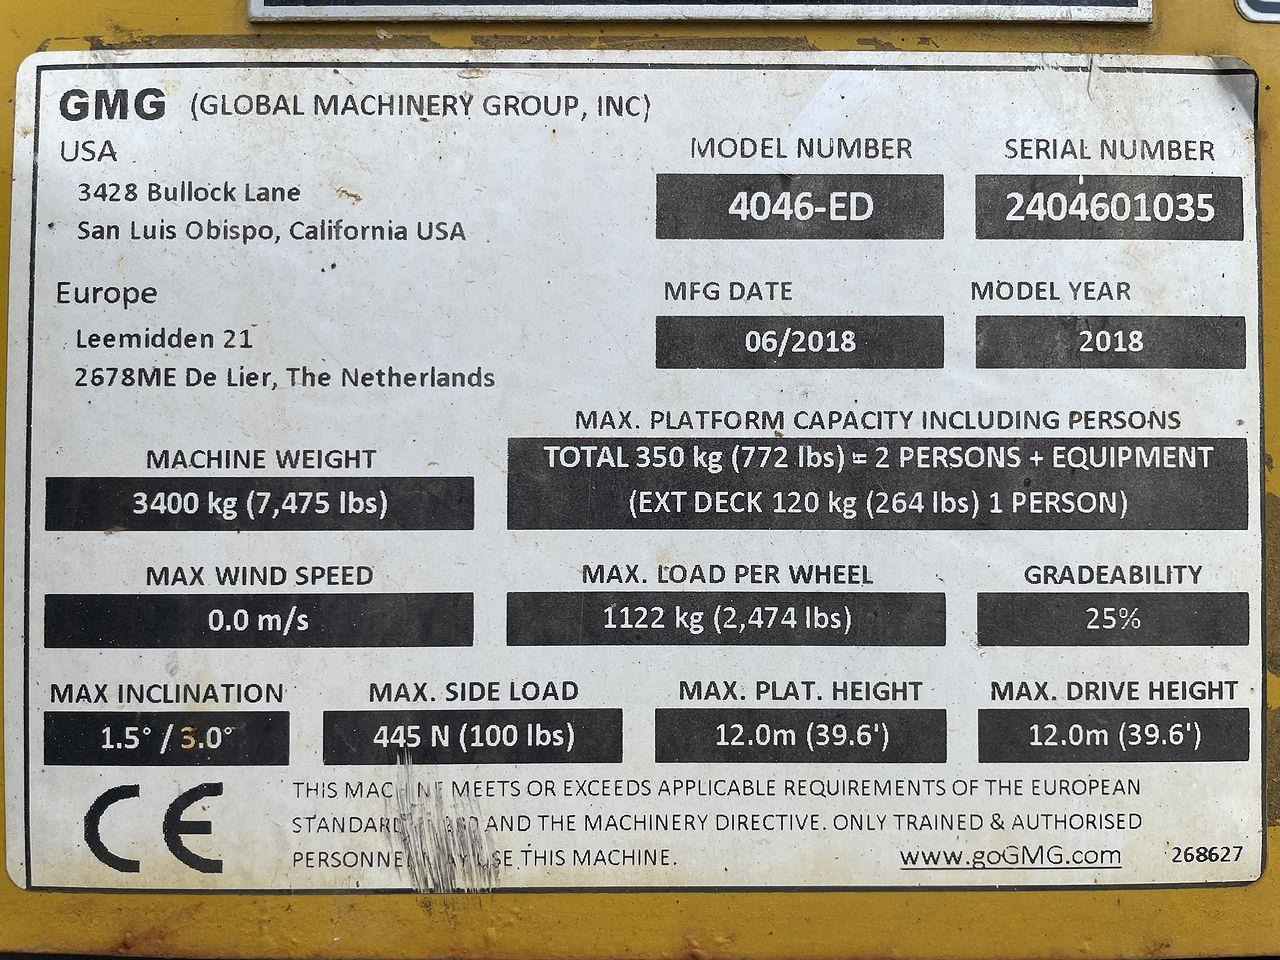 GMG (GLOBAL MACHINERY GROUP, INC)
USA
3428 Bullock Lane
San Luis Obispo, California USA
Europe
Leemidden 21
2678ME De Lier, The Netherlands
MODEL NUMBER
4046-ED
SERIAL NUMBER
2404601035
MFG DATE
06/2018
MODEL YEAR
2018
MACHINE WEIGHT
3400 kg (7,475 lbs)
MAX. PLATFORM CAPACITY INCLUDING PERSONS
TOTAL 350 kg (772 lbs) = 2 PERSONS + EQUIPMENT
(EXT DECK 120 kg (264 lbs) 1 PERSON)
MAX WIND SPEED
0.0 m/s
MAX. LOAD PER WHEEL
1122 kg (2,474 lbs)
GRADEABILITY
25%
MAX INCLINATION
1.5° / 3.0°
MAX. SIDE LOAD
445 N (100 lbs)
MAX. PLAT. HEIGHT
12.0m (39.6')
MAX. DRIVE HEIGHT
12.0m (39.6')
CE
THIS MACHINE MEETS OR EXCEEDS APPLICABLE REQUIREMENTS OF THE EUROPEAN
STANDARD AND THE MACHINERY DIRECTIVE. ONLY TRAINED & AUTHORISED
PERSONNEL MAY USE THIS MACHINE.
www.goGMG.com
268627